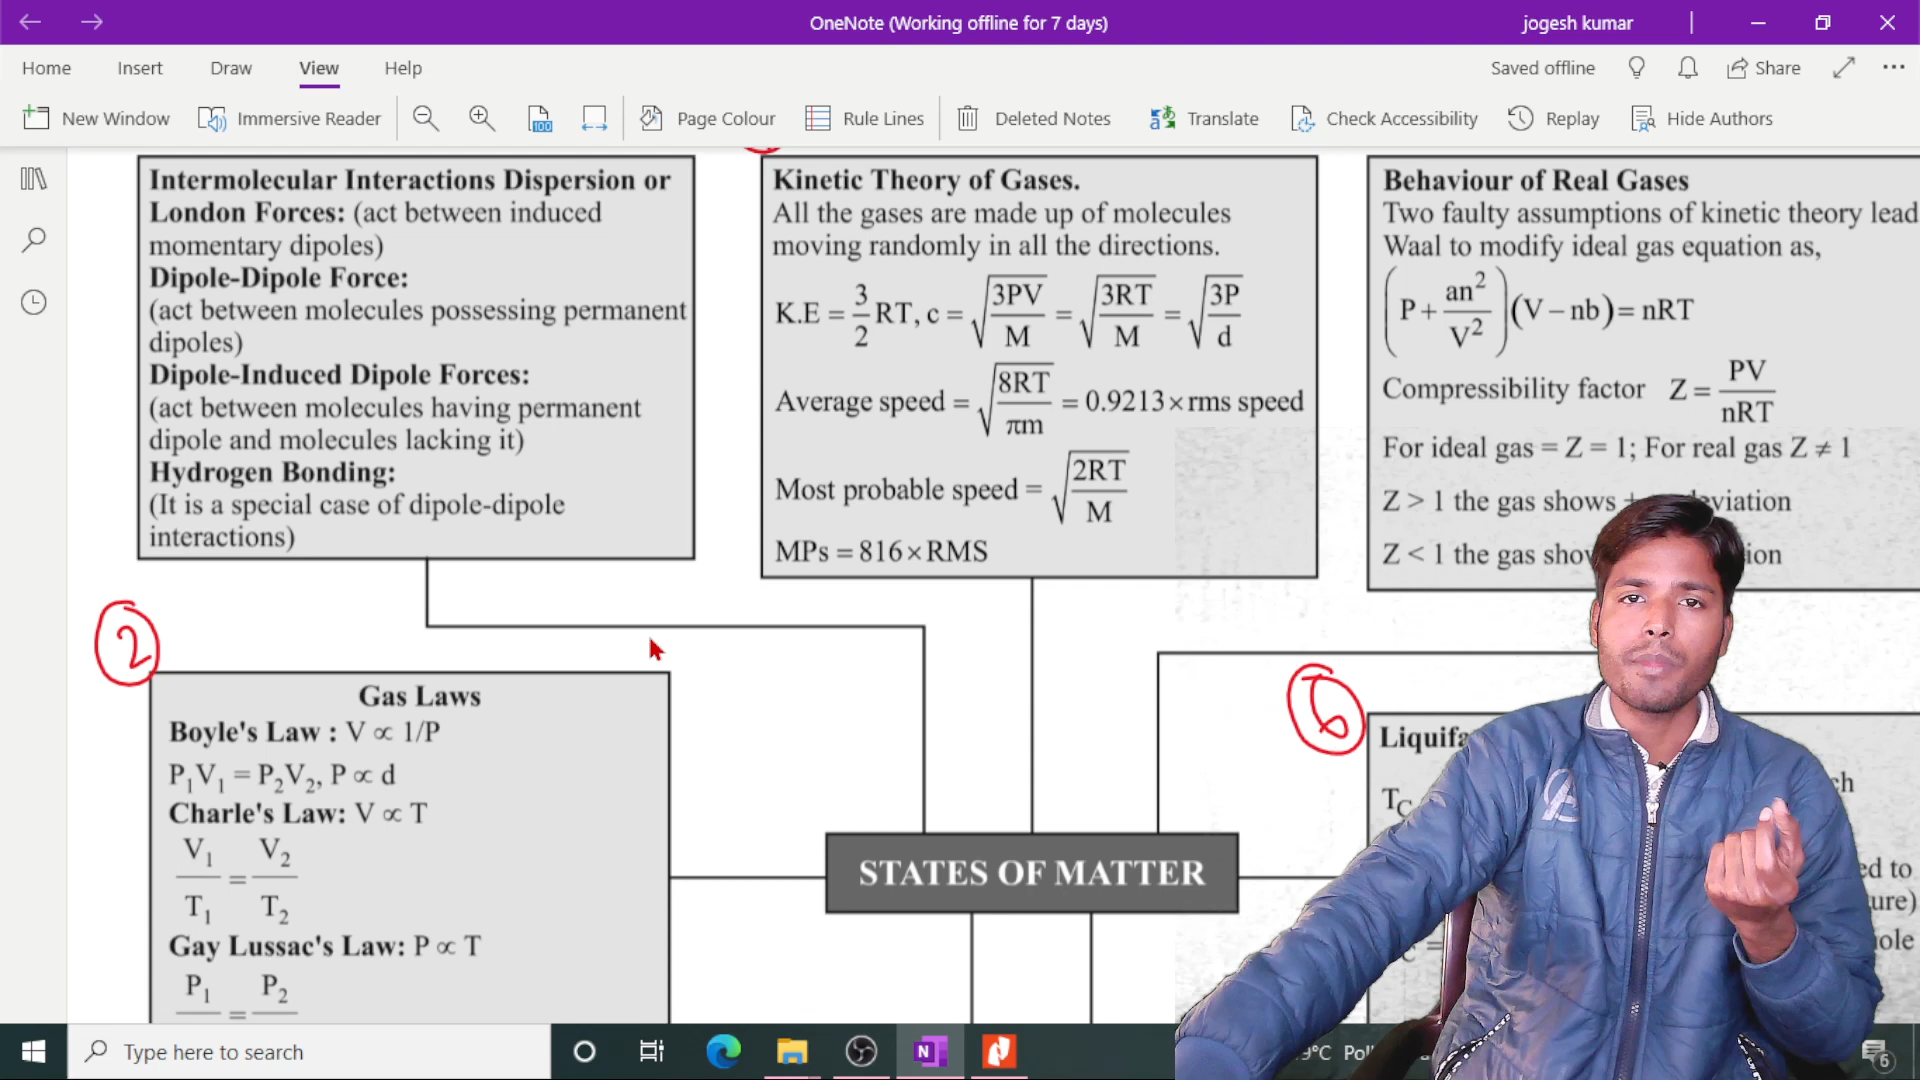 OneNote (Working offline for 7 days)
jogesh kumar
Home Insert Draw View Help
Saved offline
Share
New Window
Immersive Reader
100
Page Colour
Rule Lines
Deleted Notes
Translate
Check Accessibility
Replay
Hide Authors
Intermolecular Interactions Dispersion or
London Forces: (act between induced
momentary dipoles)
Dipole-Dipole Force:
(act between molecules possessing permanent
dipoles)
Dipole-Induced Dipole Forces:
(act between molecules having permanent
dipole and molecules lacking it)
Hydrogen Bonding:
(It is a special case of dipole-dipole
interactions)
Kinetic Theory of Gases.
All the gases are made up of molecules
moving randomly in all the directions.
K.E = 3/2 RT, c = √(3PV/M) = √(3RT/M) = √(3P/d)
Average speed = √(8RT/πm) = 0.9213×rms speed
Most probable speed = √(2RT/M)
MPs = 816×RMS
Behaviour of Real Gases
Two faulty assumptions of kinetic theory lead
Waal to modify ideal gas equation as,
(P + an²/V²)(V − nb) = nRT
Compressibility factor Z = PV/nRT
For ideal gas = Z = 1; For real gas Z ≠ 1
Z > 1 the gas shows
Z < 1 the gas
2
Gas Laws
Boyle's Law : V ∝ 1/P
P₁V₁ = P₂V₂, P ∝ d
Charle's Law: V ∝ T
V₁/T₁ = V₂/T₂
Gay Lussac's Law: P ∝ T
P₁ = P₂
STATES OF MATTER
6
T_C
ed to
Type here to search
N
6